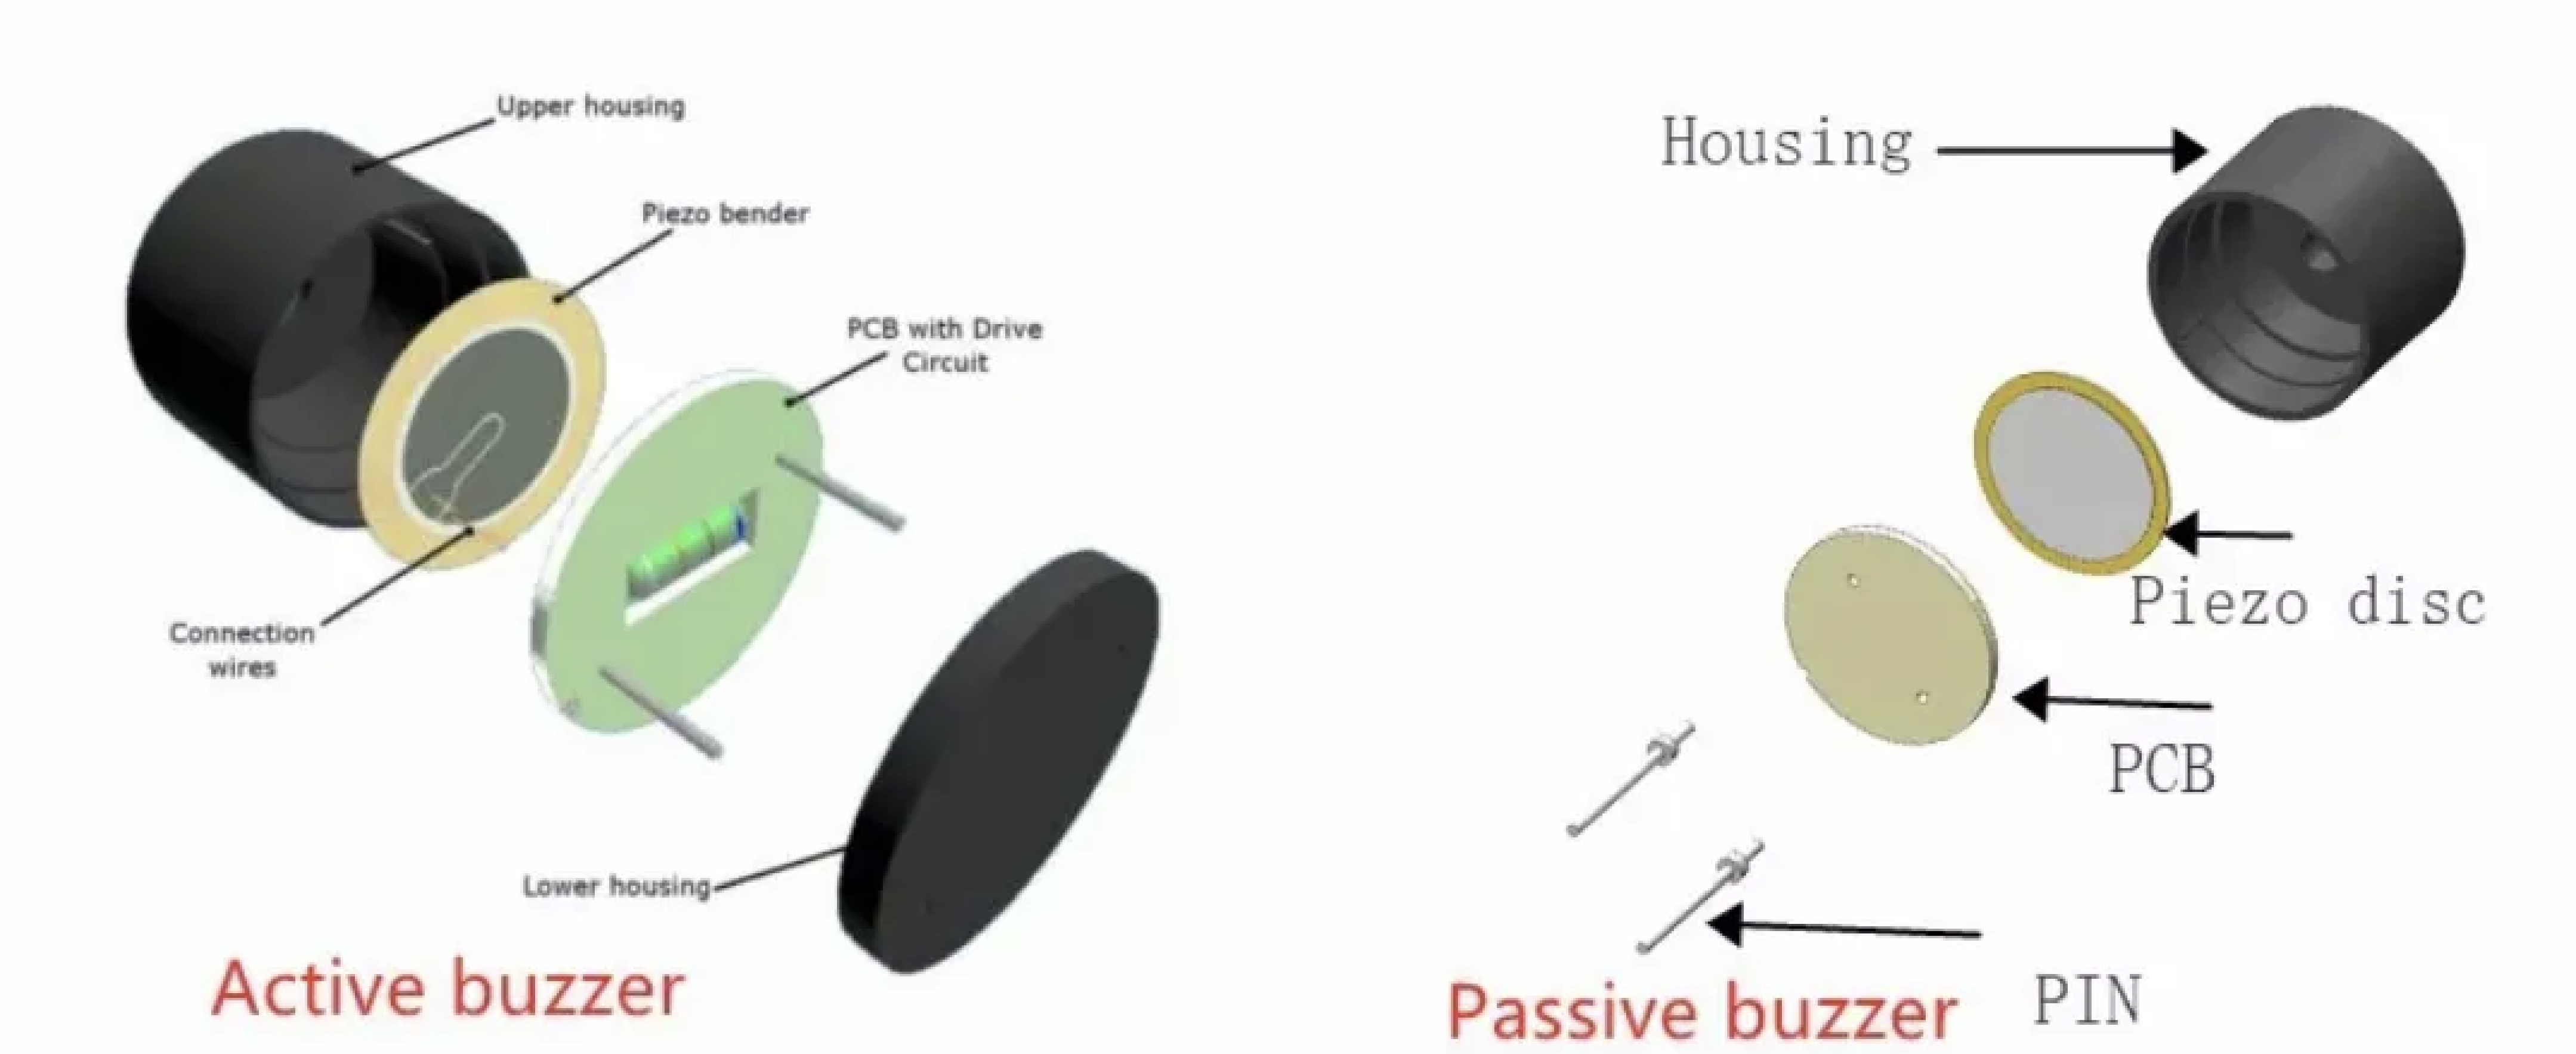 Upper housing
Piezo bender
PCB with Drive
Circuit
Connection
wires
Lower housing
Active buzzer
Housing
Piezo disc
PCB
PIN
Passive buzzer